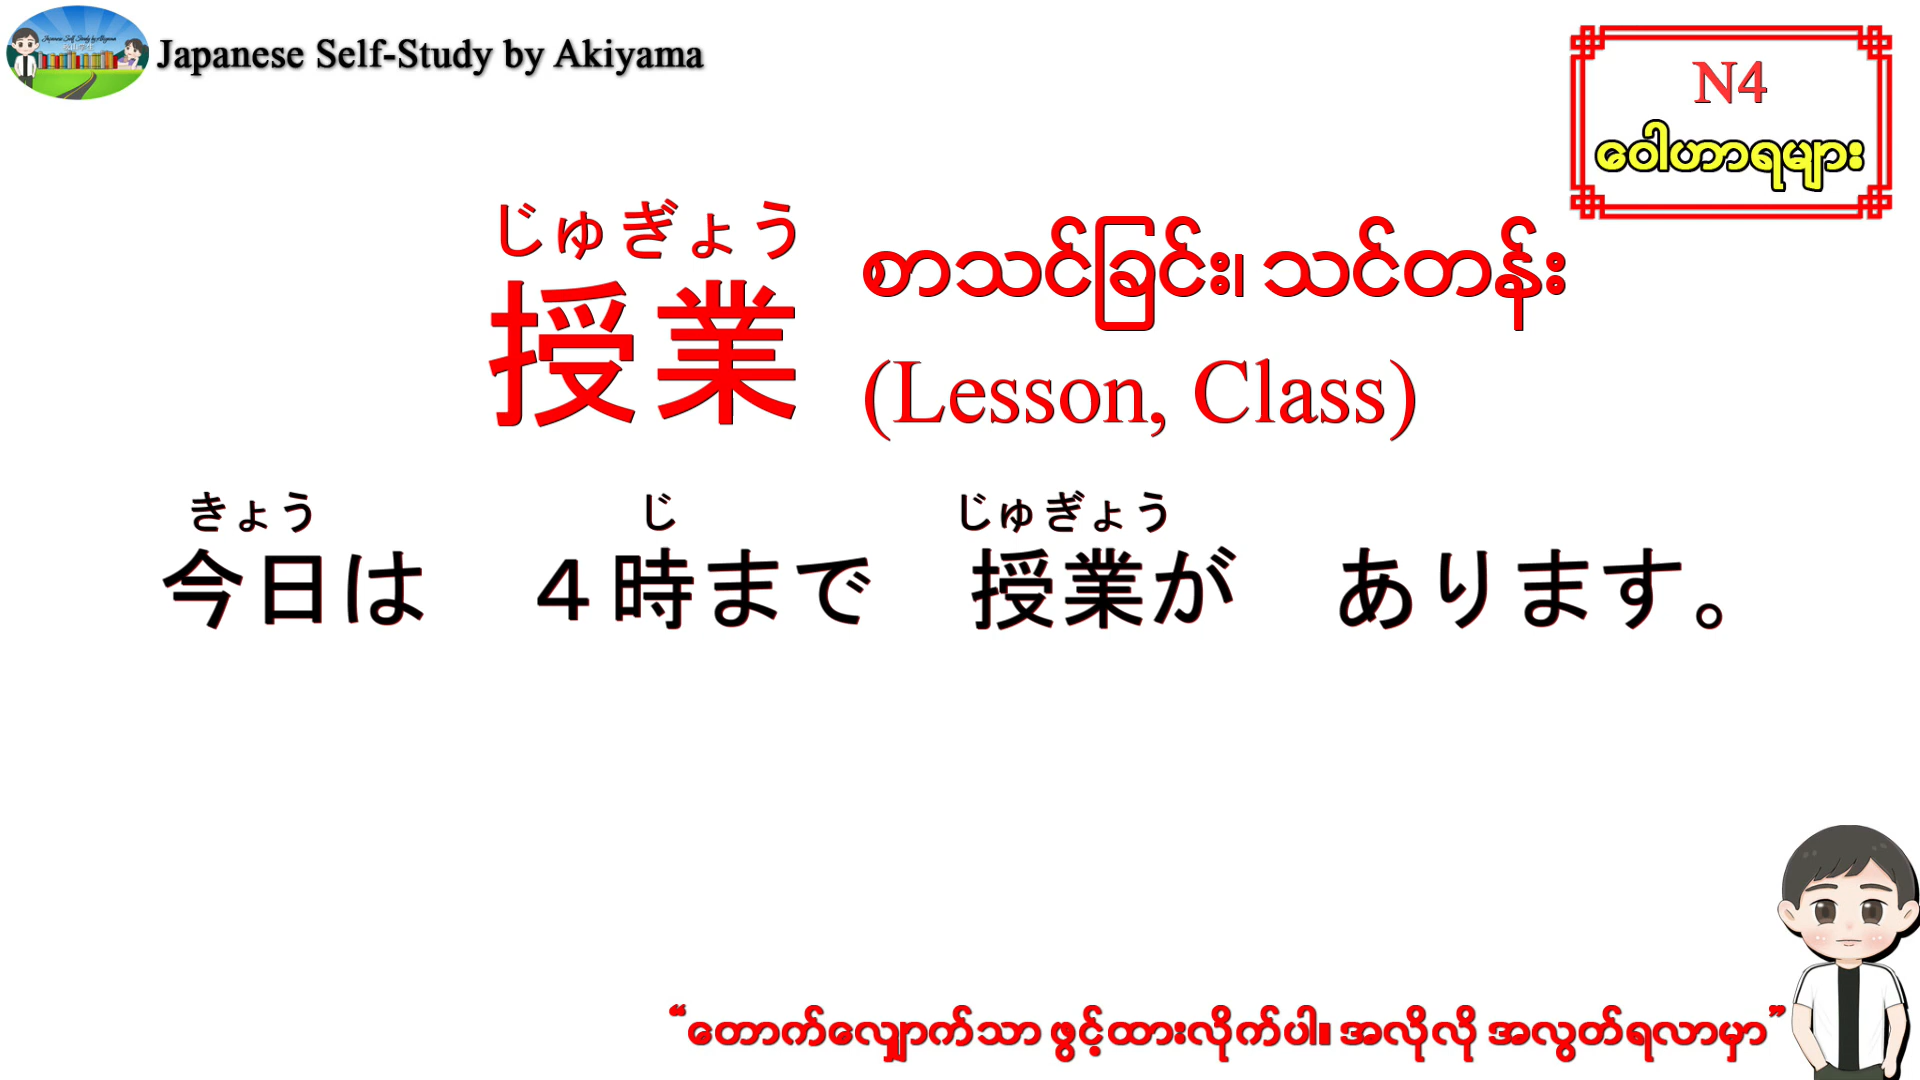 Japanese Self-Study by Akiyama
N4
ဝေါဟာရများ
じゅぎょう
授業
စာသင်ခြင်း၊ သင်တန်း
(Lesson, Class)
きょう じ じゅぎょう
今日は 4時まで 授業が あります。
“တောက်လျှောက်သာ ဖွင့်ထားလိုက်ပါ။ အလိုလို အလွတ်ရလာမှာ”